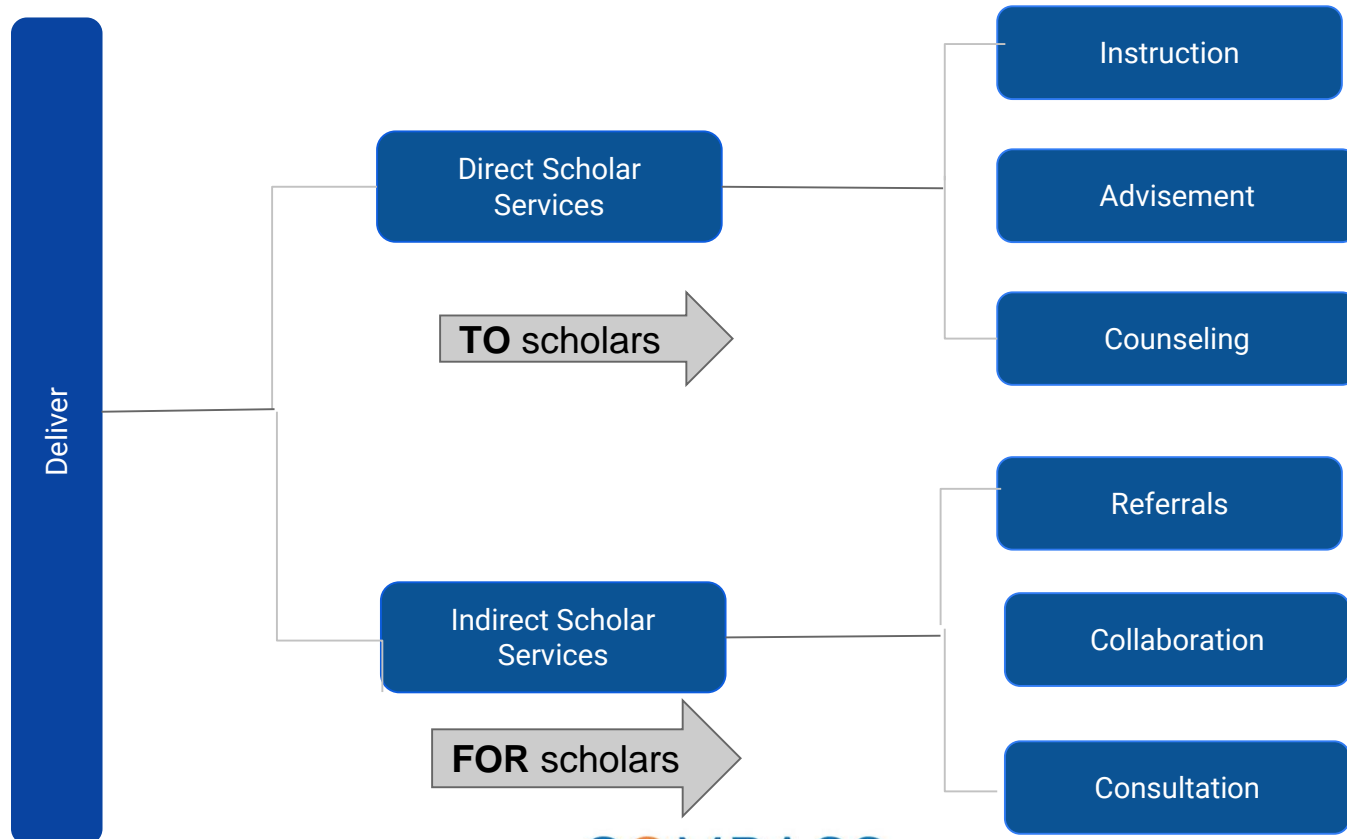 Deliver
Direct Scholar
Services
TO scholars
Instruction
Advisement
Counseling
Indirect Scholar
Services
FOR scholars
Referrals
Collaboration
Consultation